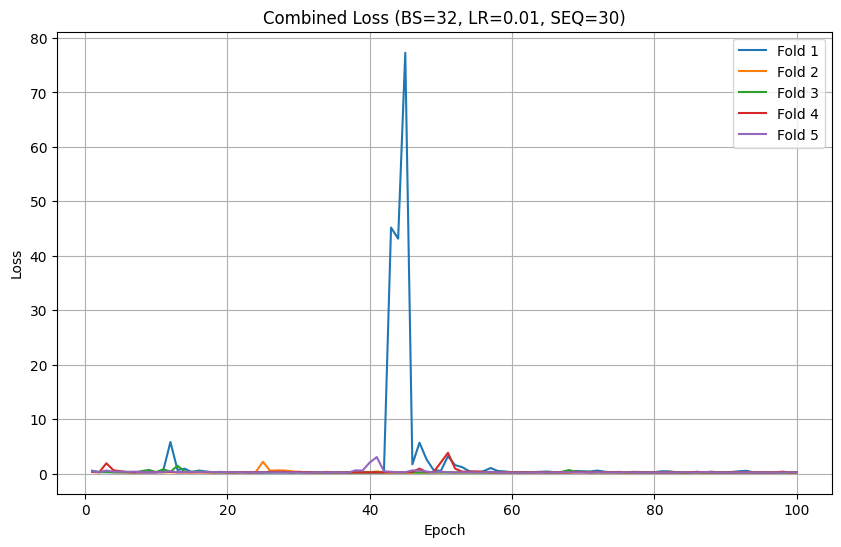 Combined Loss (BS=32, LR=0.01, SEQ=30)
Fold 1
Fold 2
Fold 3
Fold 4
Fold 5
Loss
80
70
60
50
40
30
20
10
0
0 20 40 60 80 100
Epoch